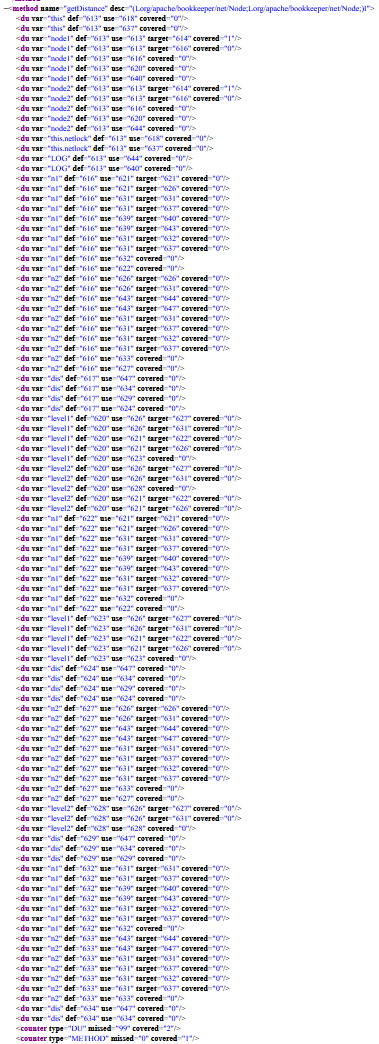 −<method name="getDistance" desc="(Lorg/apache/bookkeeper/net/Node;Lorg/apache/bookkeeper/net/Node;)I">
<du var="this" def="613" use="618" covered="0"/>
<du var="this" def="613" use="637" covered="0"/>
<du var="node1" def="613" use="613" target="614" covered="1"/>
<du var="node1" def="613" use="613" target="616" covered="0"/>
<du var="node1" def="613" use="616" covered="0"/>
<du var="node1" def="613" use="620" covered="0"/>
<du var="node1" def="613" use="640" covered="0"/>
<du var="node2" def="613" use="613" target="614" covered="1"/>
<du var="node2" def="613" use="613" target="616" covered="0"/>
<du var="node2" def="613" use="616" covered="0"/>
<du var="node2" def="613" use="620" covered="0"/>
<du var="node2" def="613" use="644" covered="0"/>
<du var="this.netlock" def="613" use="618" covered="0"/>
<du var="this.netlock" def="613" use="637" covered="0"/>
<du var="LOG" def="613" use="644" covered="0"/>
<du var="LOG" def="613" use="640" covered="0"/>
<du var="n1" def="616" use="621" target="621" covered="0"/>
<du var="n1" def="616" use="621" target="626" covered="0"/>
<du var="n1" def="616" use="631" target="631" covered="0"/>
<du var="n1" def="616" use="631" target="637" covered="0"/>
<du var="n1" def="616" use="639" target="640" covered="0"/>
<du var="n1" def="616" use="639" target="643" covered="0"/>
<du var="n1" def="616" use="631" target="632" covered="0"/>
<du var="n1" def="616" use="631" target="637" covered="0"/>
<du var="n1" def="616" use="632" covered="0"/>
<du var="n1" def="616" use="622" covered="0"/>
<du var="n2" def="616" use="626" target="626" covered="0"/>
<du var="n2" def="616" use="626" target="631" covered="0"/>
<du var="n2" def="616" use="643" target="644" covered="0"/>
<du var="n2" def="616" use="643" target="647" covered="0"/>
<du var="n2" def="616" use="631" target="631" covered="0"/>
<du var="n2" def="616" use="631" target="637" covered="0"/>
<du var="n2" def="616" use="631" target="632" covered="0"/>
<du var="n2" def="616" use="631" target="637" covered="0"/>
<du var="n2" def="616" use="633" covered="0"/>
<du var="n2" def="616" use="627" covered="0"/>
<du var="dis" def="617" use="647" covered="0"/>
<du var="dis" def="617" use="634" covered="0"/>
<du var="dis" def="617" use="629" covered="0"/>
<du var="dis" def="617" use="624" covered="0"/>
<du var="level1" def="620" use="626" target="627" covered="0"/>
<du var="level1" def="620" use="626" target="631" covered="0"/>
<du var="level1" def="620" use="621" target="622" covered="0"/>
<du var="level1" def="620" use="621" target="626" covered="0"/>
<du var="level1" def="620" use="623" covered="0"/>
<du var="level2" def="620" use="626" target="627" covered="0"/>
<du var="level2" def="620" use="626" target="631" covered="0"/>
<du var="level2" def="620" use="628" covered="0"/>
<du var="level2" def="620" use="621" target="622" covered="0"/>
<du var="level2" def="620" use="621" target="626" covered="0"/>
<du var="n1" def="622" use="621" target="621" covered="0"/>
<du var="n1" def="622" use="621" target="626" covered="0"/>
<du var="n1" def="622" use="631" target="631" covered="0"/>
<du var="n1" def="622" use="631" target="637" covered="0"/>
<du var="n1" def="622" use="639" target="640" covered="0"/>
<du var="n1" def="622" use="639" target="643" covered="0"/>
<du var="n1" def="622" use="631" target="632" covered="0"/>
<du var="n1" def="622" use="631" target="637" covered="0"/>
<du var="n1" def="622" use="632" covered="0"/>
<du var="n1" def="622" use="622" covered="0"/>
<du var="level1" def="623" use="626" target="627" covered="0"/>
<du var="level1" def="623" use="626" target="631" covered="0"/>
<du var="level1" def="623" use="621" target="622" covered="0"/>
<du var="level1" def="623" use="621" target="626" covered="0"/>
<du var="level1" def="623" use="623" covered="0"/>
<du var="dis" def="624" use="647" covered="0"/>
<du var="dis" def="624" use="634" covered="0"/>
<du var="dis" def="624" use="629" covered="0"/>
<du var="dis" def="624" use="624" covered="0"/>
<du var="n2" def="627" use="626" target="626" covered="0"/>
<du var="n2" def="627" use="626" target="631" covered="0"/>
<du var="n2" def="627" use="643" target="644" covered="0"/>
<du var="n2" def="627" use="643" target="647" covered="0"/>
<du var="n2" def="627" use="631" target="631" covered="0"/>
<du var="n2" def="627" use="631" target="637" covered="0"/>
<du var="n2" def="627" use="631" target="632" covered="0"/>
<du var="n2" def="627" use="631" target="637" covered="0"/>
<du var="n2" def="627" use="633" covered="0"/>
<du var="n2" def="627" use="627" covered="0"/>
<du var="level2" def="628" use="626" target="627" covered="0"/>
<du var="level2" def="628" use="626" target="631" covered="0"/>
<du var="level2" def="628" use="628" covered="0"/>
<du var="dis" def="629" use="647" covered="0"/>
<du var="dis" def="629" use="634" covered="0"/>
<du var="dis" def="629" use="629" covered="0"/>
<du var="n1" def="632" use="631" target="631" covered="0"/>
<du var="n1" def="632" use="631" target="637" covered="0"/>
<du var="n1" def="632" use="639" target="640" covered="0"/>
<du var="n1" def="632" use="639" target="643" covered="0"/>
<du var="n1" def="632" use="631" target="632" covered="0"/>
<du var="n1" def="632" use="631" target="637" covered="0"/>
<du var="n1" def="632" use="632" covered="0"/>
<du var="n2" def="633" use="643" target="644" covered="0"/>
<du var="n2" def="633" use="643" target="647" covered="0"/>
<du var="n2" def="633" use="631" target="631" covered="0"/>
<du var="n2" def="633" use="631" target="637" covered="0"/>
<du var="n2" def="633" use="631" target="632" covered="0"/>
<du var="n2" def="633" use="631" target="637" covered="0"/>
<du var="n2" def="633" use="633" covered="0"/>
<du var="dis" def="634" use="647" covered="0"/>
<du var="dis" def="634" use="634" covered="0"/>
<counter type="DU" missed="99" covered="2"/>
<counter type="METHOD" missed="0" covered="1"/>